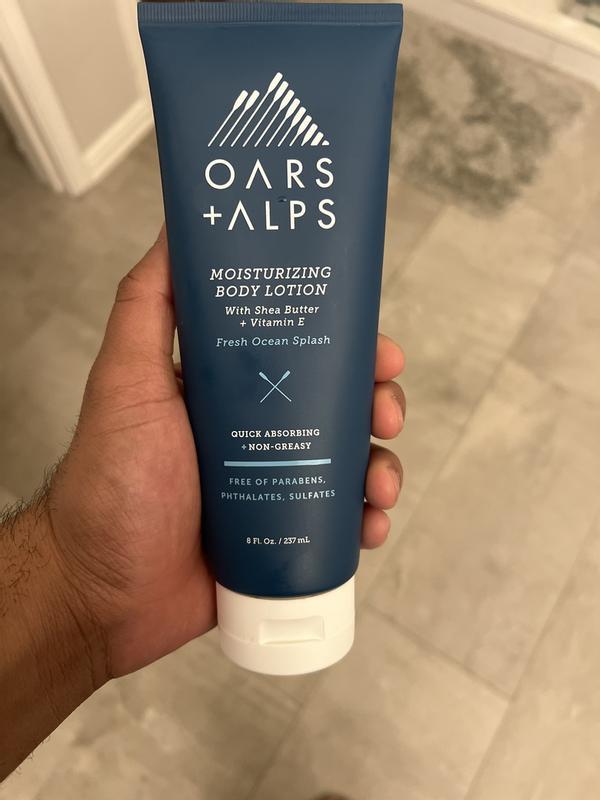 OARS
+ALPS
MOISTURIZING
BODY LOTION
With Shea Butter
+ Vitamin E
Fresh Ocean Splash
QUICK ABSORBING
+ NON-GREASY
FREE OF PARABENS,
PHTHALATES, SULFATES
8 Fl. Oz. / 237 mL